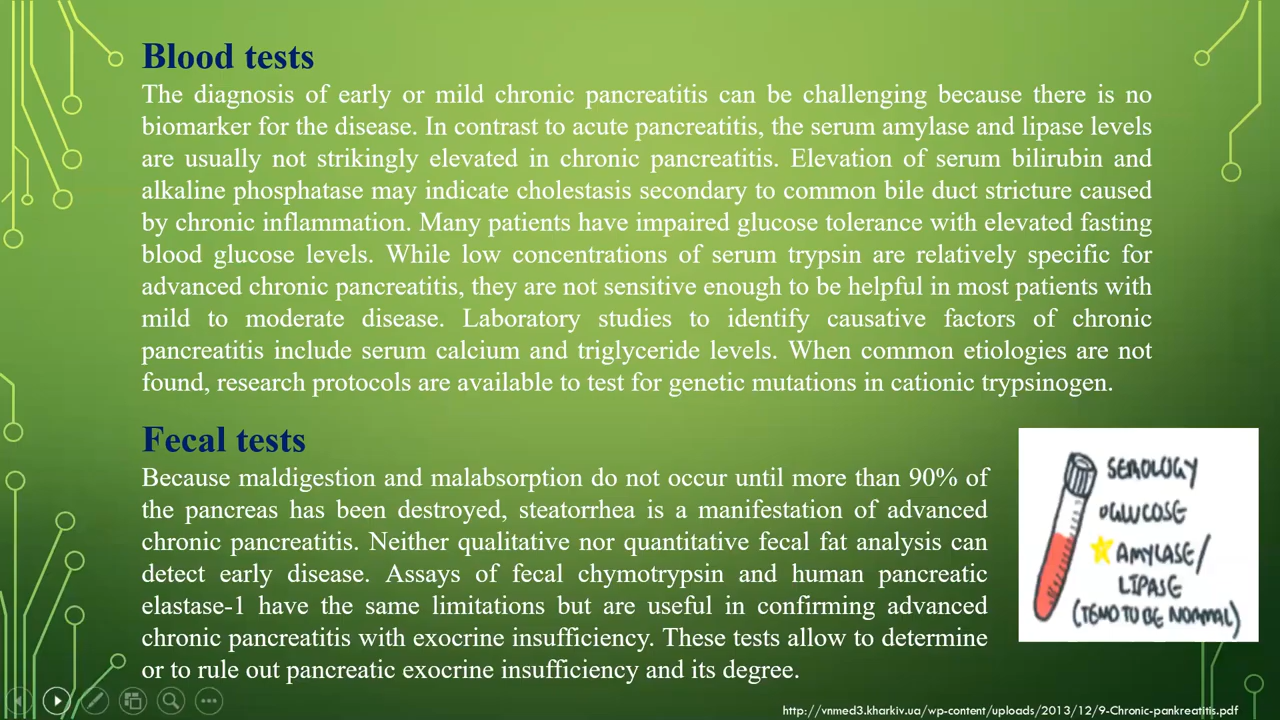 Blood tests
The diagnosis of early or mild chronic pancreatitis can be challenging because there is no
biomarker for the disease. In contrast to acute pancreatitis, the serum amylase and lipase levels
are usually not strikingly elevated in chronic pancreatitis. Elevation of serum bilirubin and
alkaline phosphatase may indicate cholestasis secondary to common bile duct stricture caused
by chronic inflammation. Many patients have impaired glucose tolerance with elevated fasting
blood glucose levels. While low concentrations of serum trypsin are relatively specific for
advanced chronic pancreatitis, they are not sensitive enough to be helpful in most patients with
mild to moderate disease. Laboratory studies to identify causative factors of chronic
pancreatitis include serum calcium and triglyceride levels. When common etiologies are not
found, research protocols are available to test for genetic mutations in cationic trypsinogen.
Fecal tests
Because maldigestion and malabsorption do not occur until more than 90% of
the pancreas has been destroyed, steatorrhea is a manifestation of advanced
chronic pancreatitis. Neither qualitative nor quantitative fecal fat analysis can
detect early disease. Assays of fecal chymotrypsin and human pancreatic
elastase-1 have the same limitations but are useful in confirming advanced
chronic pancreatitis with exocrine insufficiency. These tests allow to determine
or to rule out pancreatic exocrine insufficiency and its degree.
SEROLOGY
GLUCOSE
AMYLASE/
LIPASE
(TEND TO BE NORMAL)
http://vnmed3.kharkiv.ua/wp-content/uploads/2013/12/9-Chronic-pankreatitis.pdf